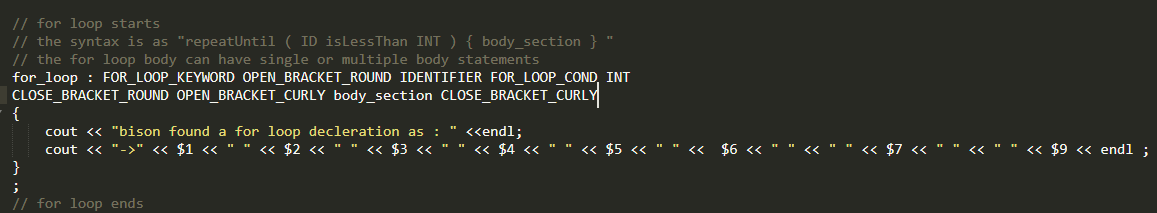 // for loop starts
// the syntax is as "repeatUntil ( ID isLessThan INT ) { body_section } "
// the for loop body can have single or multiple body statements
for_loop : FOR_LOOP_KEYWORD OPEN_BRACKET_ROUND IDENTIFIER FOR_LOOP_COND INT
CLOSE_BRACKET_ROUND OPEN_BRACKET_CURLY body_section CLOSE_BRACKET_CURLY
{
    cout << "bison found a for loop decleration as : " <<endl;
    cout << "->" << $1 << " " << $2 << " " << $3 << " " << $4 << " " << $5 << " " <<  $6 << " " << " " << $7 << " " << " " << $9 << endl ;
}
;
// for loop ends